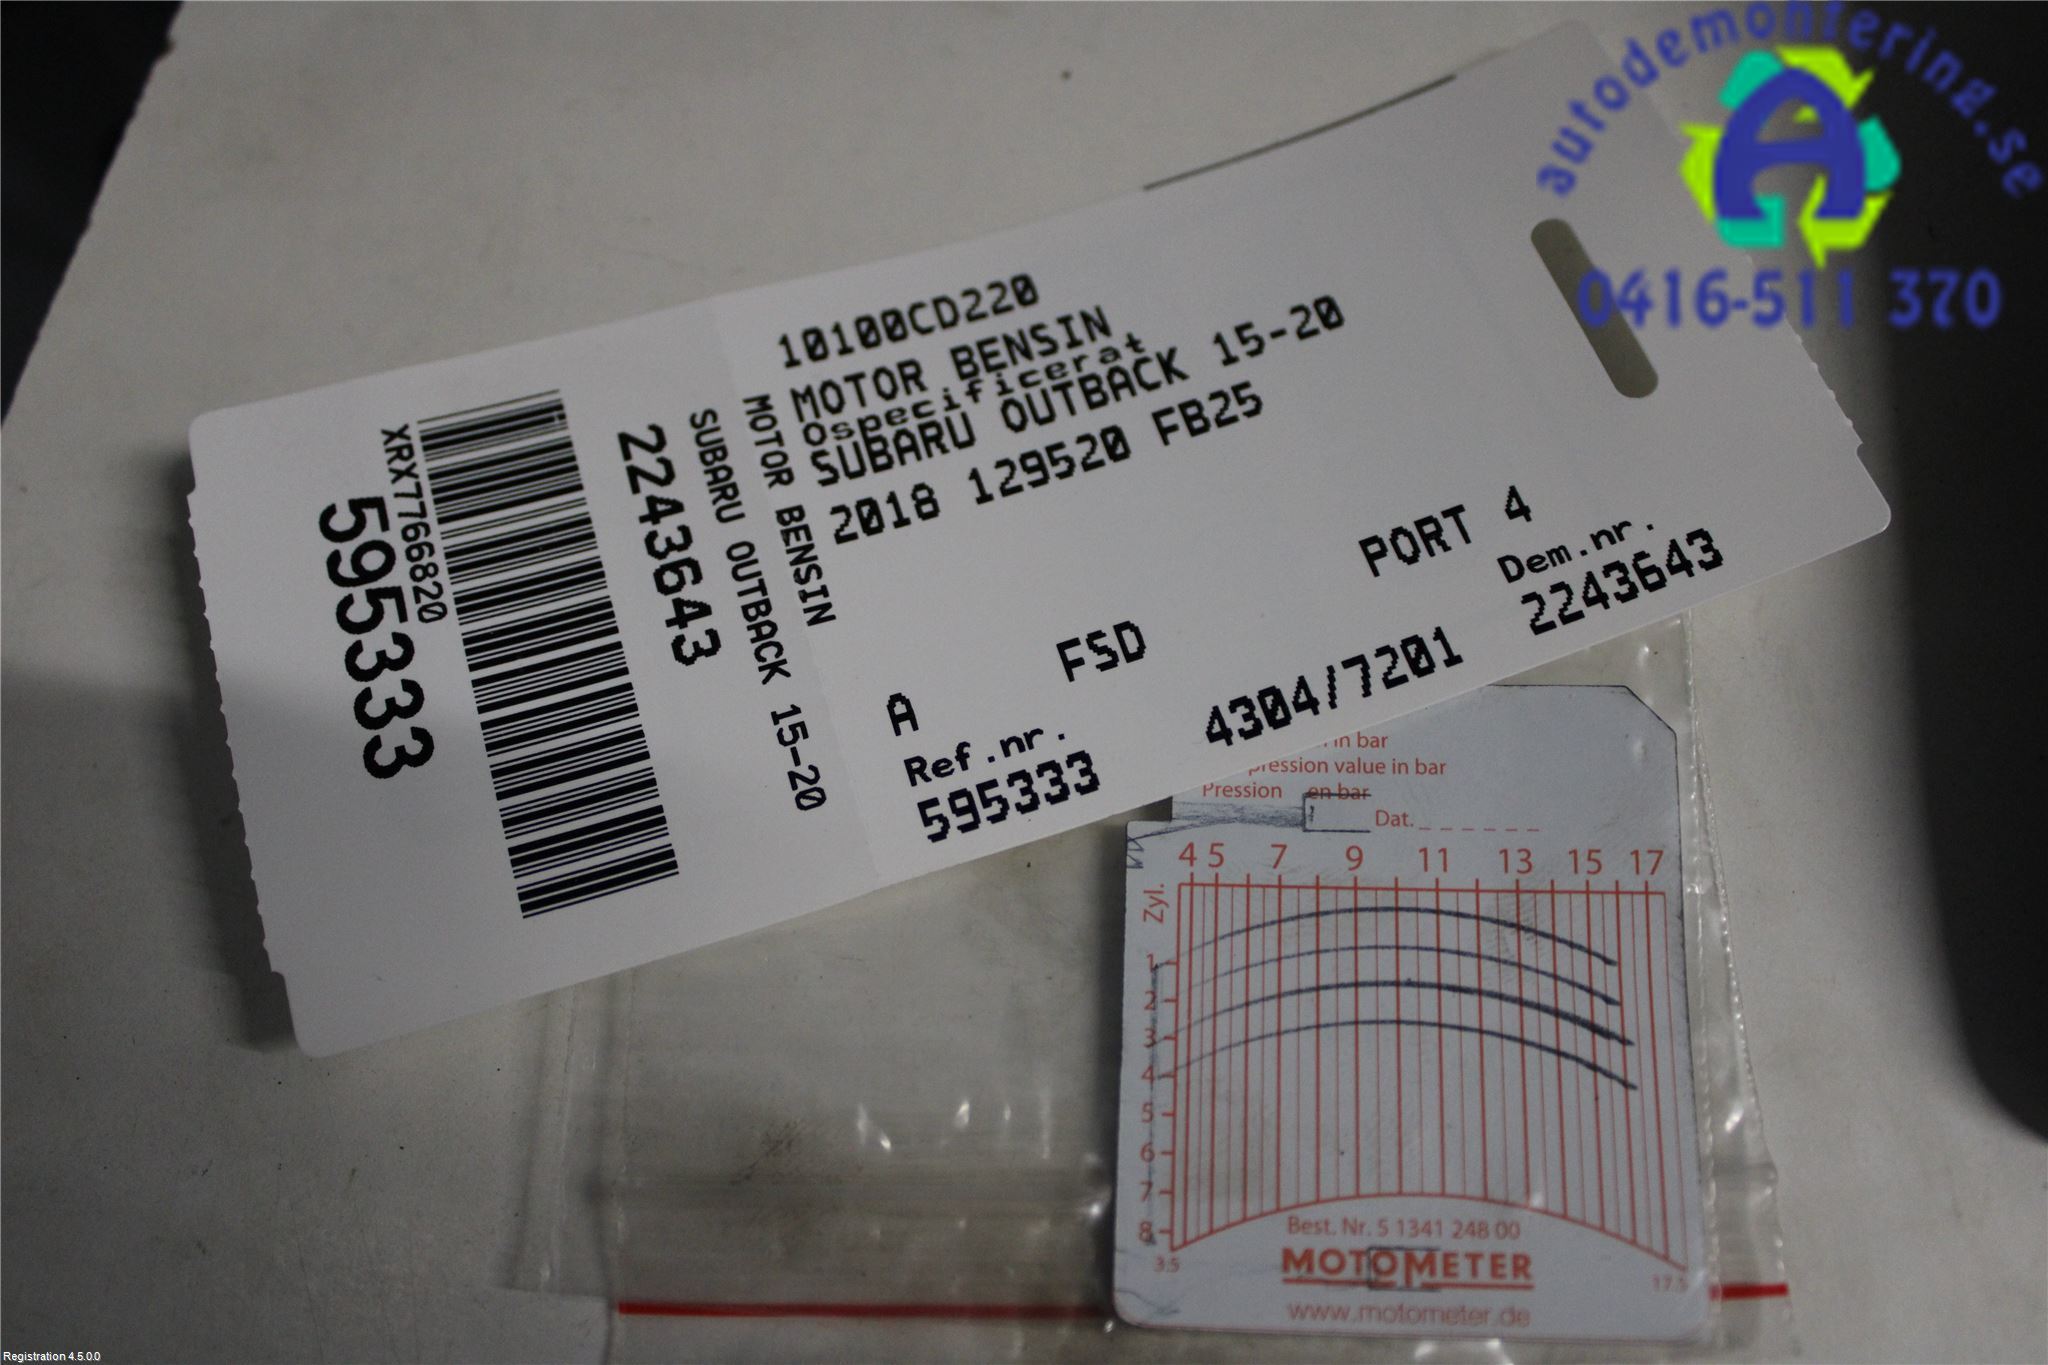 autodemontering.se
A
0416-511 370
10100CD220
MOTOR BENSIN
Ospecificerat
SUBARU OUTBACK 15-20
2018 129520 FB25
PORT 4
Dem.nr.
2243643
A
FSD
Ref.nr.
4304/7201
595333
MOTOR BENSIN
SUBARU OUTBACK 15-20
2243643
XRX7766820
595333
in bar
pression value in bar
Pression en bar
Dat.
4 5 7 9 11 13 15 17
Zyl.
1
2
3
4
5
6
7
8
3.5
17.5
Best. Nr. 5 1341 248 00
MOTOMETER
www.motometer.de
Registration 4.5.0.0